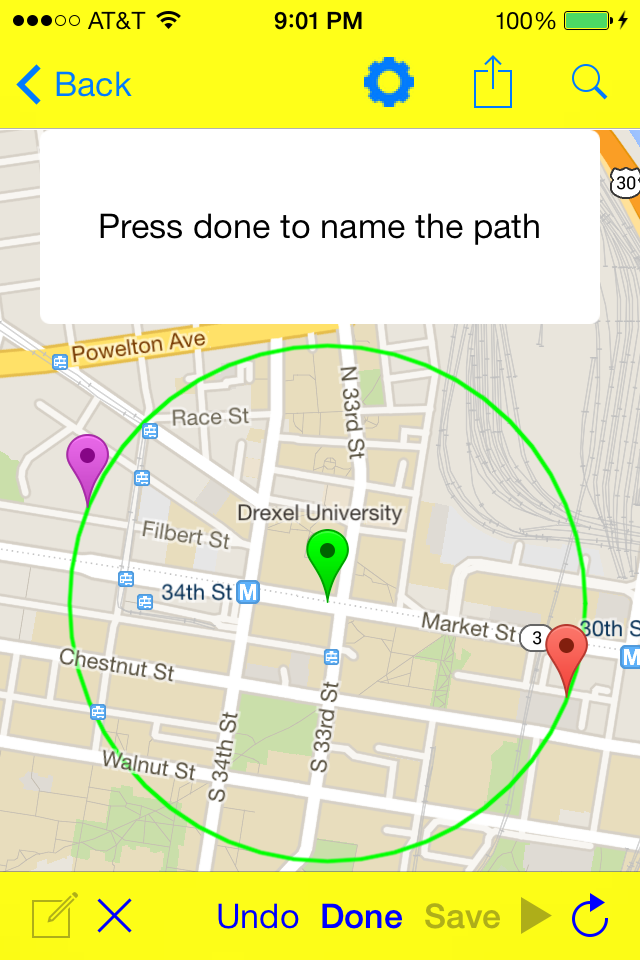 AT&T 9:01 PM 100%
Back
30
Press done to name the path
Powelton Ave
Race St
N 33rd St
Drexel University
Filbert St
34th St M
Market St 3 30th S
M
Chestnut St
Walnut St
S 34th St
S 33rd St
Undo Done Save